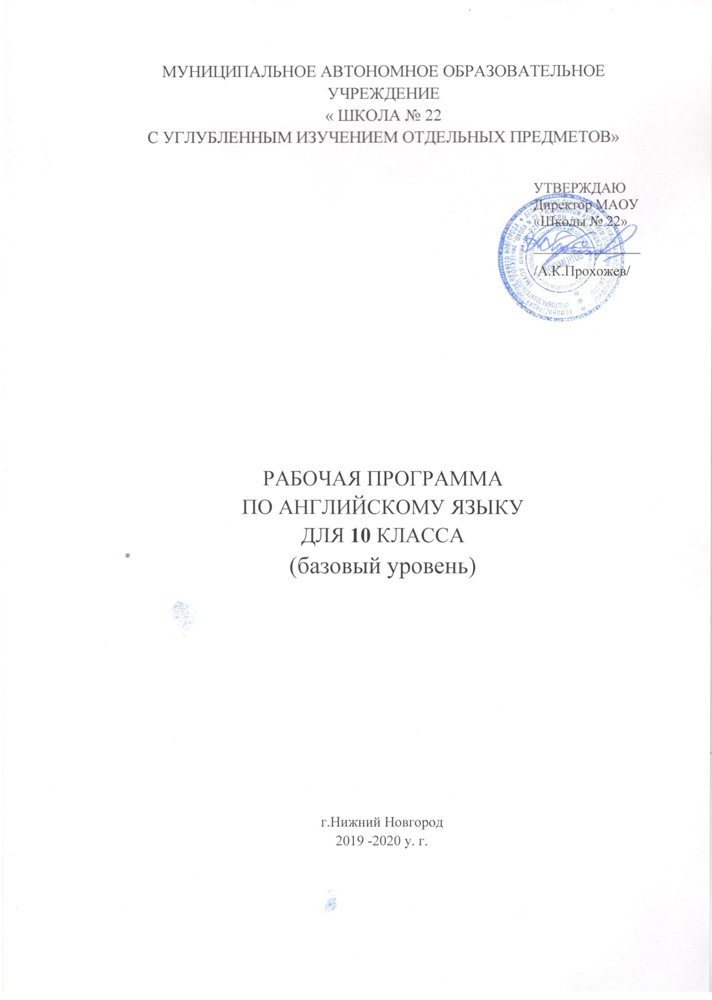 МУНИЦИПАЛЬНОЕ АВТОНОМНОЕ ОБРАЗОВАТЕЛЬНОЕ
УЧРЕЖДЕНИЕ
« ШКОЛА № 22
С УГЛУБЛЕННЫМ ИЗУЧЕНИЕМ ОТДЕЛЬНЫХ ПРЕДМЕТОВ»
УТВЕРЖДАЮ
Директор МАОУ
«Школы № 22»
ДОКУМЕНТОВ
/А.К.Прохожев/
РАБОЧАЯ ПРОГРАММА
ПО АНГЛИЙСКОМУ ЯЗЫКУ
ДЛЯ 10 КЛАССА
(базовый уровень)
г.Нижний Новгород
2019 -2020 у. г.